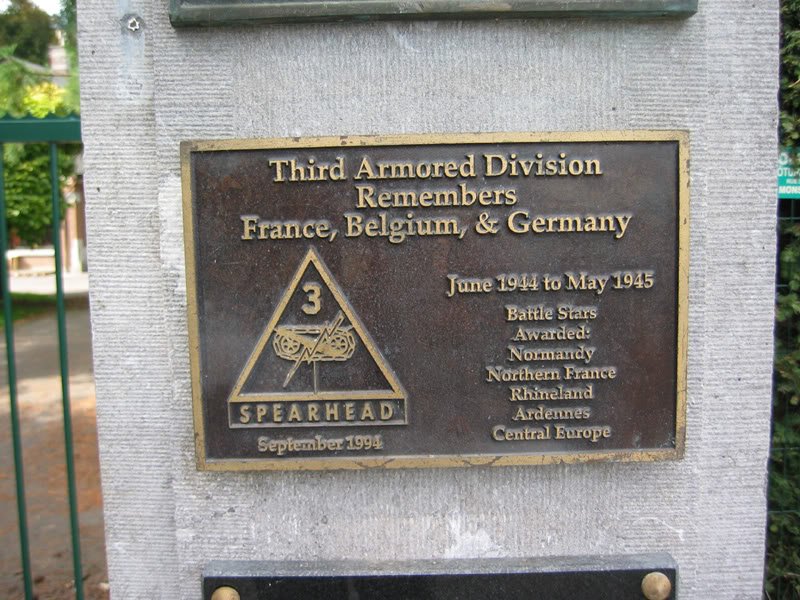 Third Armored Division
Remembers
France, Belgium, & Germany
3
SPEARHEAD
September 1994
June 1944 to May 1945
Battle Stars
Awarded:
Normandy
Northern France
Rhineland
Ardennes
Central Europe
MONS